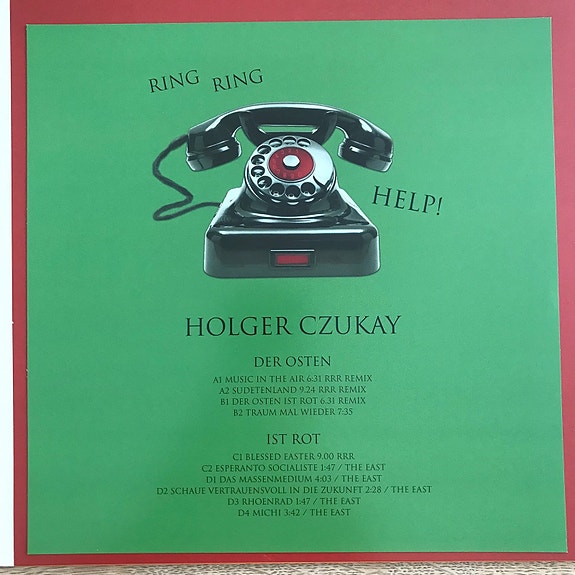 RING RING
HELP!
HOLGER CZUKAY
DER OSTEN
A1 MUSIC IN THE AIR 6:31 RRR REMIX
A2 SUDETENLAND 9.24 RRR REMIX
B1 DER OSTEN IST ROT 6.31 REMIX
B2 TRAUM MAL WIEDER 7:35
IST ROT
C1 BLESSED EASTER 9.00 RRR
C2 ESPERANTO SOCIALISTE 1:47 / THE EAST
D1 DAS MASSENMEDIUM 4:03 / THE EAST
D2 SCHAUE VERTRAUENSVOLL IN DIE ZUKUNFT 2:28 / THE EAST
D3 RHOENRAD 1:47 / THE EAST
D4 MICHI 3:42 / THE EAST